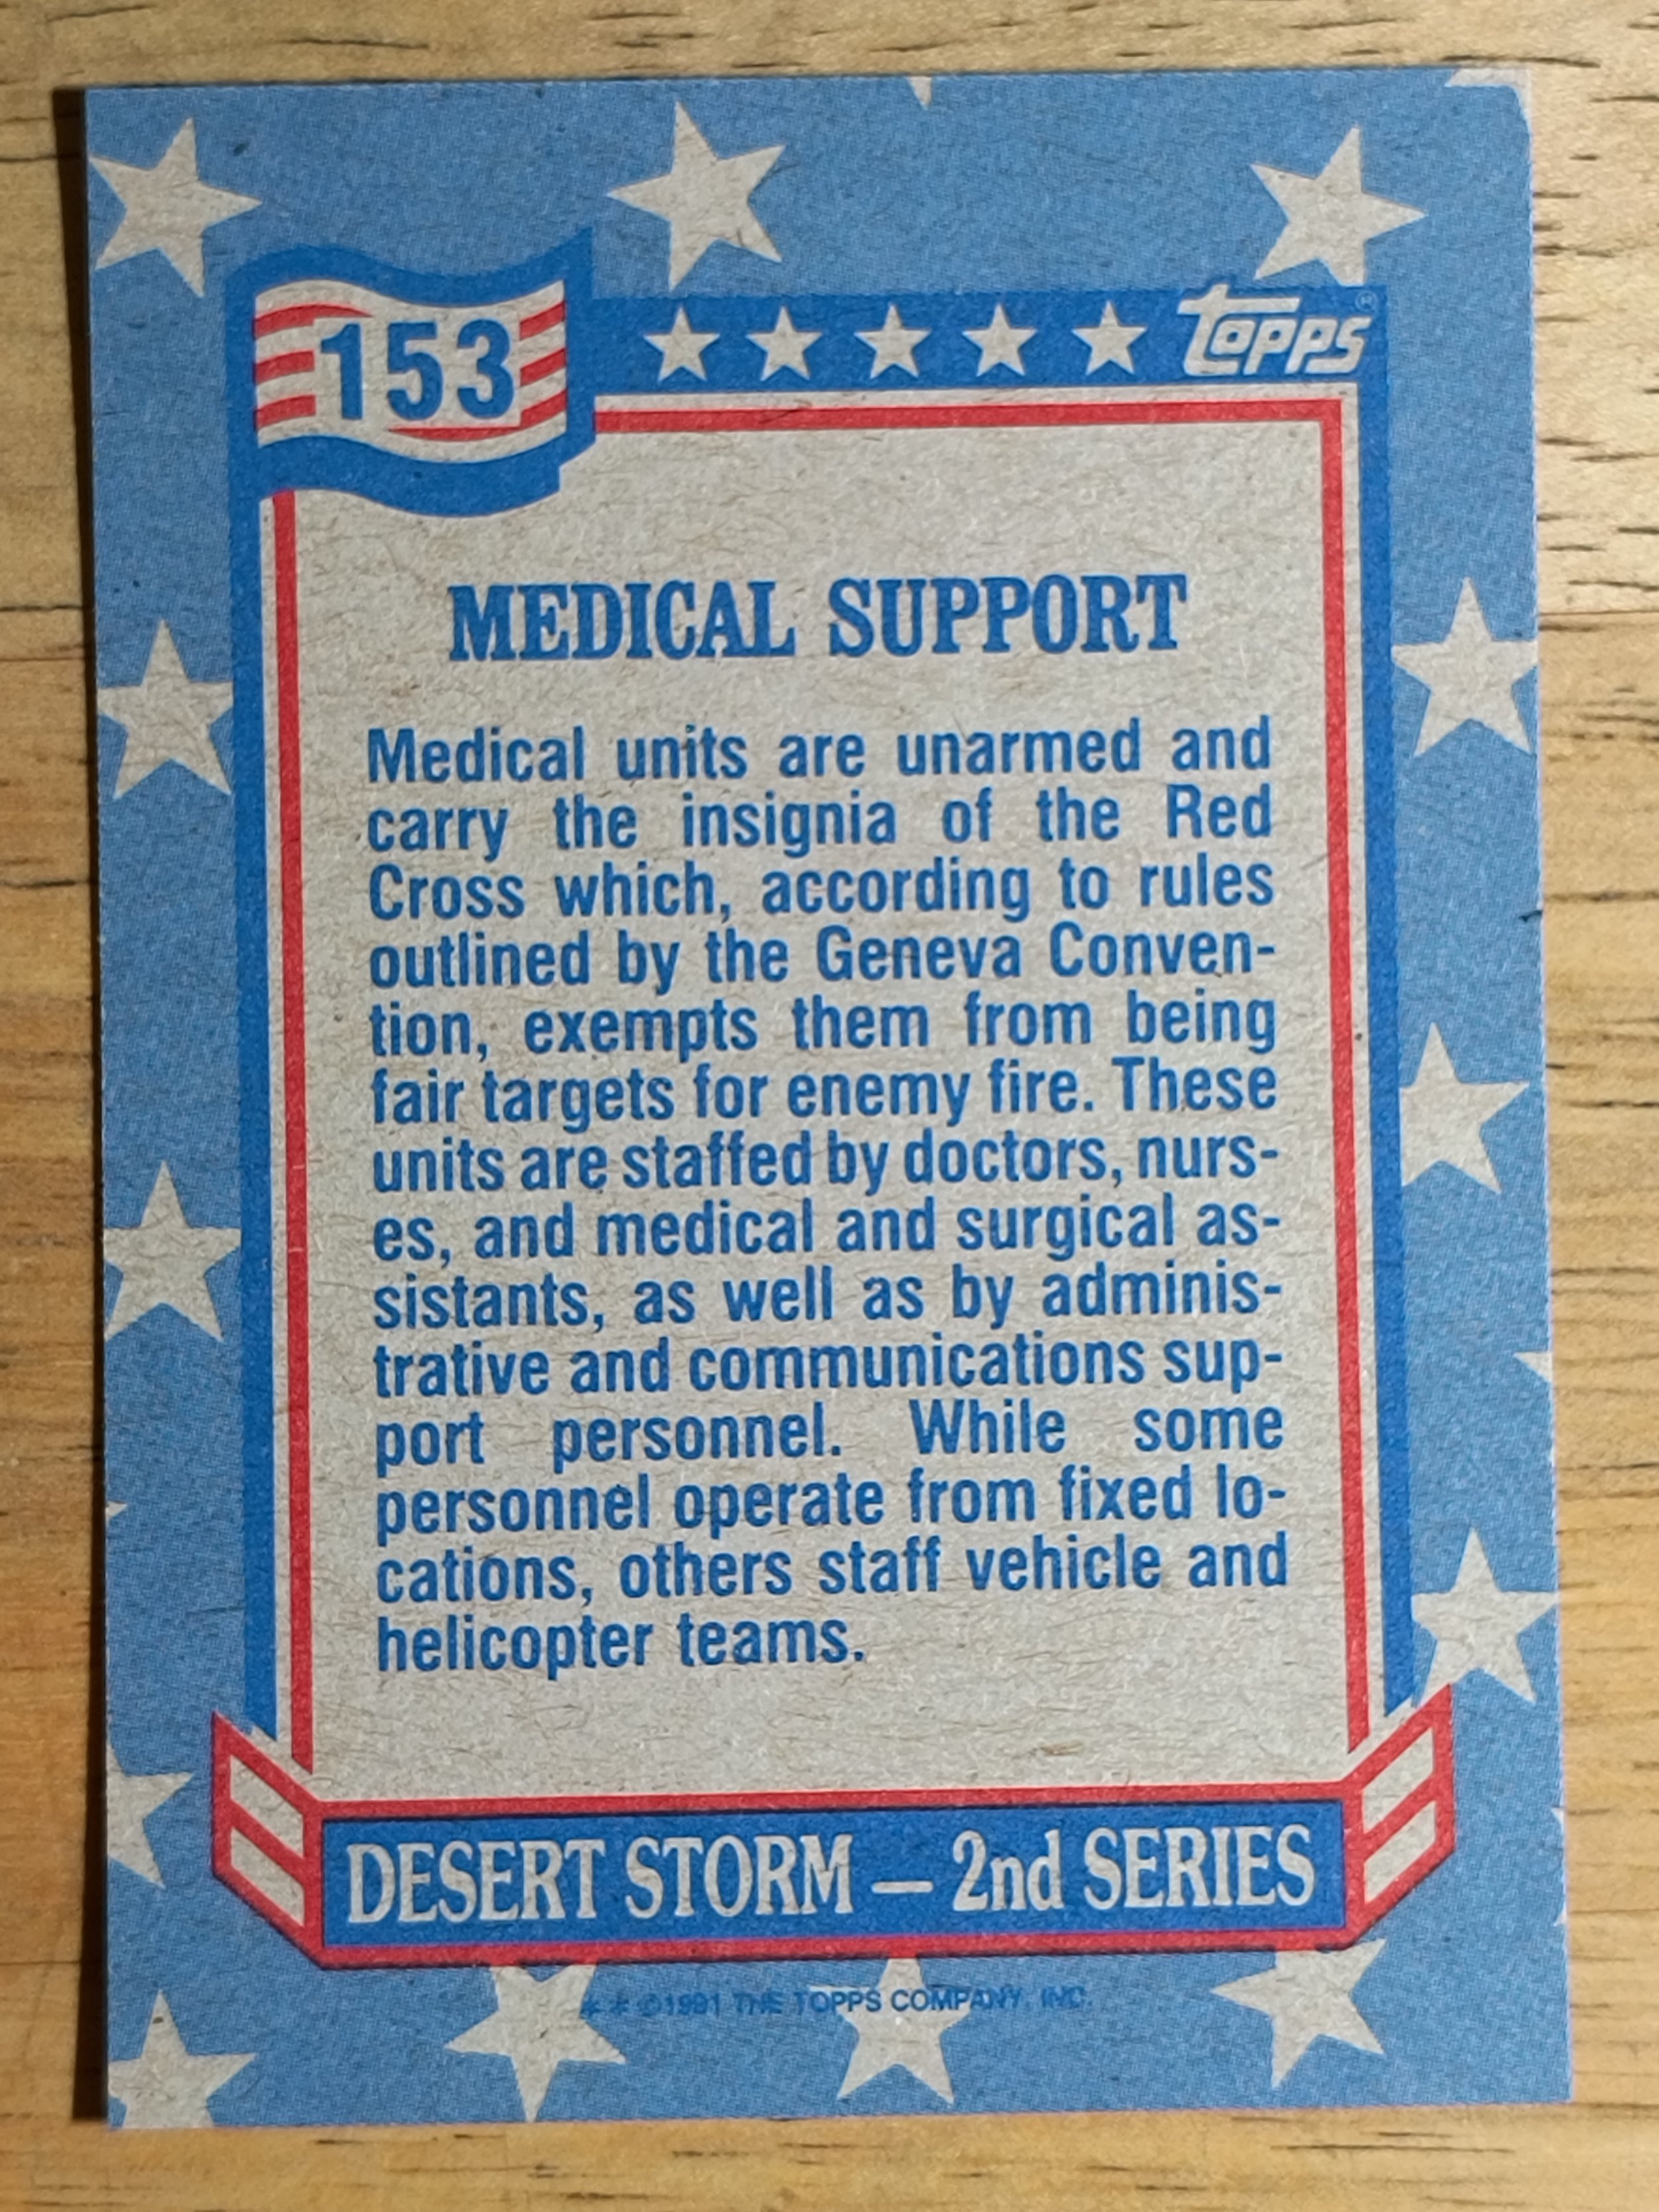 153
Topps®
MEDICAL SUPPORT
Medical units are unarmed and
carry the insignia of the Red
Cross which, according to rules
outlined by the Geneva Conven-
tion, exempts them from being
fair targets for enemy fire. These
units are staffed by doctors, nurs-
es, and medical and surgical as-
sistants, as well as by adminis-
trative and communications sup-
port personnel. While some
personnel operate from fixed lo-
cations, others staff vehicle and
helicopter teams.
DESERT STORM — 2nd SERIES
* * ©1991 THE TOPPS COMPANY, INC.